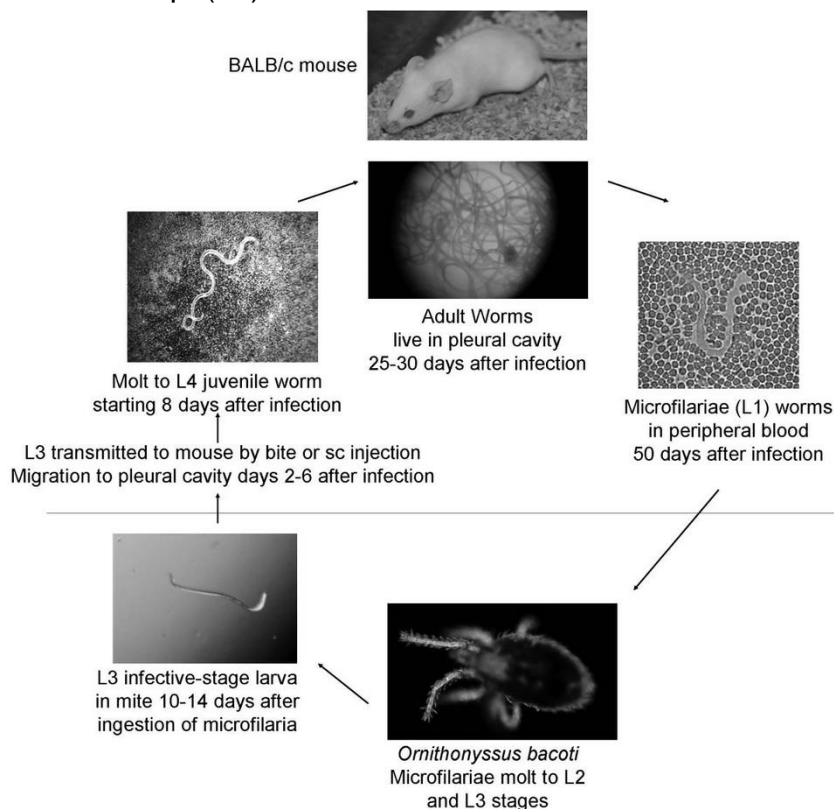 BALB/c mouse
Adult Worms
live in pleural cavity
25-30 days after infection
Microfilariae (L1) worms
in peripheral blood
50 days after infection
Molt to L4 juvenile worm
starting 8 days after infection
L3 transmitted to mouse by bite or sc injection
Migration to pleural cavity days 2-6 after infection
L3 infective-stage larva
in mite 10-14 days after
ingestion of microfilaria
Ornithonyssus bacoti
Microfilariae molt to L2
and L3 stages